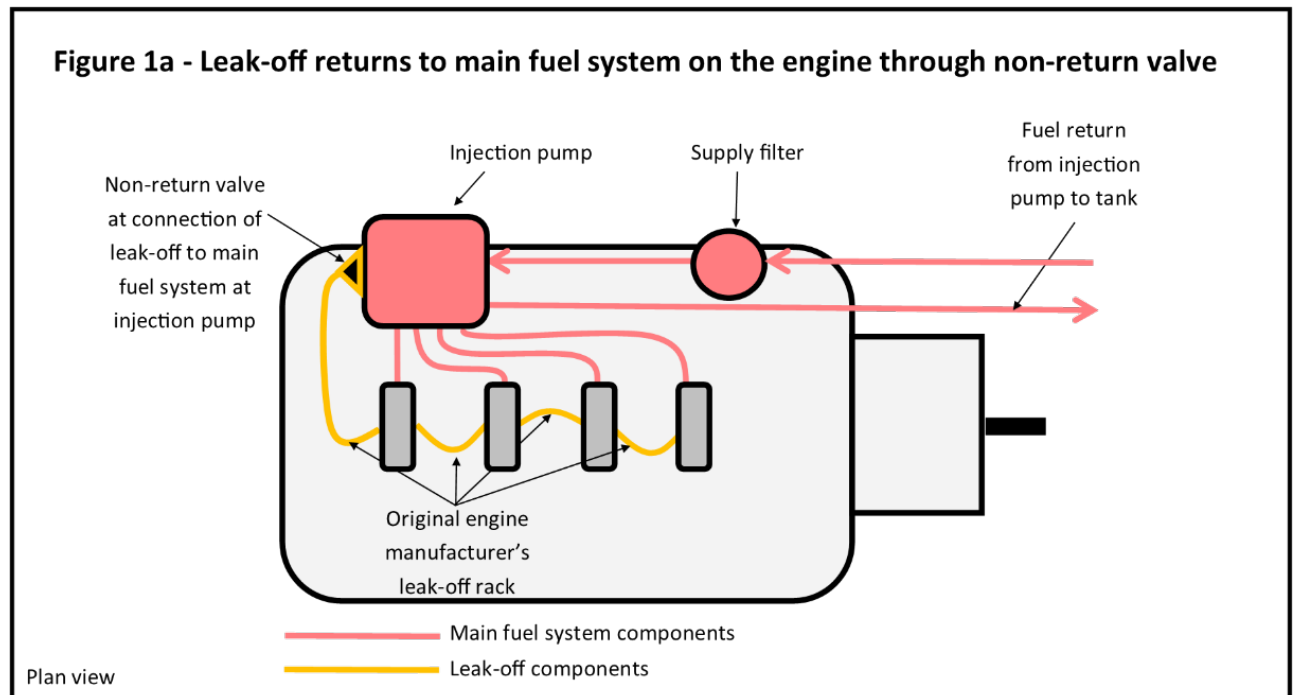 Figure 1a - Leak-off returns to main fuel system on the engine through non-return valve
Injection pump
Supply filter
Fuel return
from injection
pump to tank
Non-return valve
at connection of
leak-off to main
fuel system at
injection pump
Original engine
manufacturer's
leak-off rack
Main fuel system components
Leak-off components
Plan view